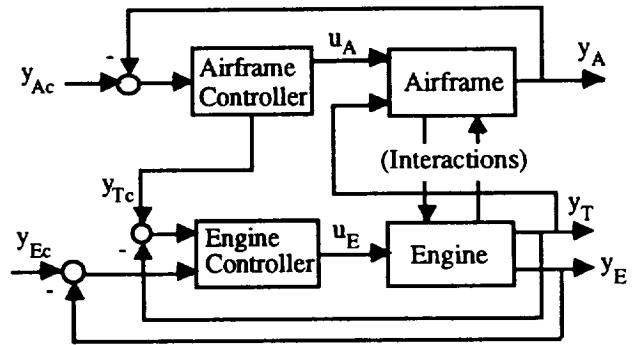 -
y_Ac
Airframe
Controller
u_A
Airframe
y_A
(Interactions)
y_Tc
-
y_Ec
-
Engine
Controller
u_E
Engine
y_T
y_E